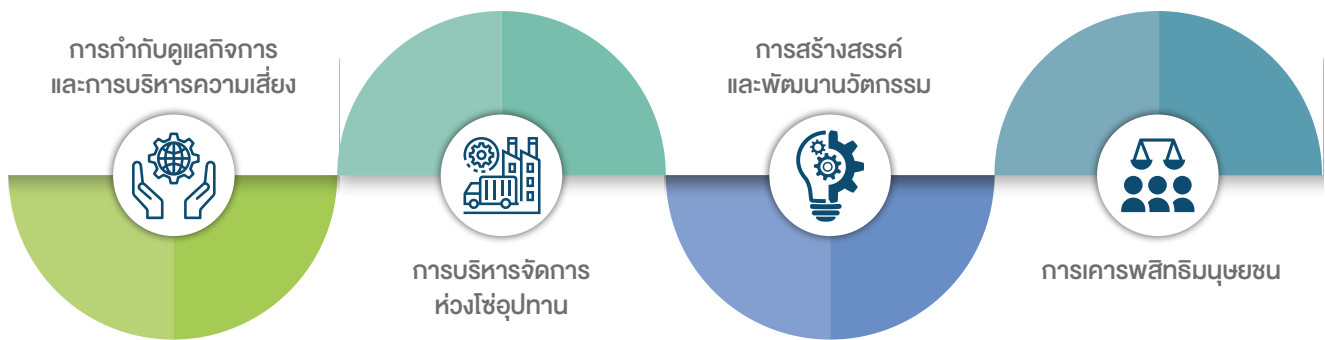 การกำกับดูแลกิจการ
และการบริหารความเสี่ยง
การบริหารจัดการ
ห่วงโซ่อุปทาน
การสร้างสรรค์
และพัฒนานวัตกรรม
การเคารพสิทธิมนุษยชน